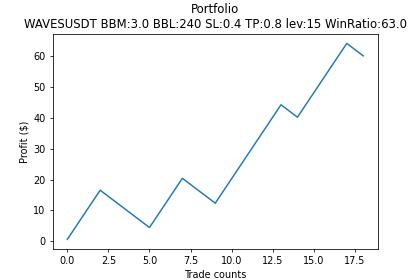 Portfolio
WAVESUSDT BBM:3.0 BBL:240 SL:0.4 TP:0.8 lev:15 WinRatio:63.0
Profit ($)
60
50
40
30
20
10
0
0.0 2.5 5.0 7.5 10.0 12.5 15.0 17.5
Trade counts